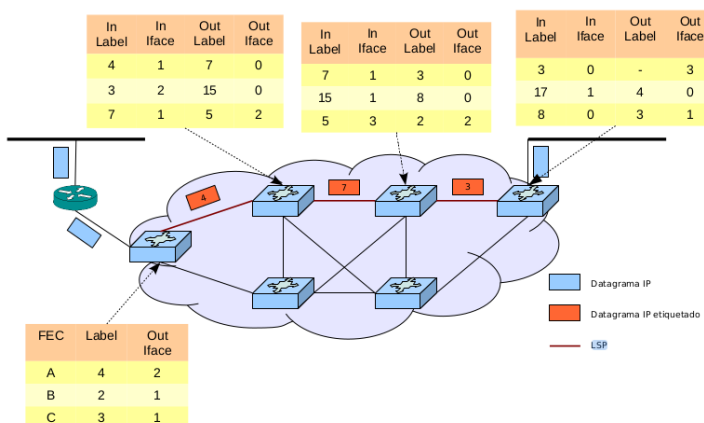 In Label In Iface Out Label Out Iface
4 1 7 0
3 2 15 0
7 1 5 2
In Label In Iface Out Label Out Iface
7 1 3 0
15 1 8 0
5 3 2 2
In Label In Iface Out Label Out Iface
3 0 - 3
17 1 4 0
8 0 3 1
4
7
3
Datagrama IP
Datagrama IP etiquetado
LSP
FEC Label Out Iface
A 4 2
B 2 1
C 3 1